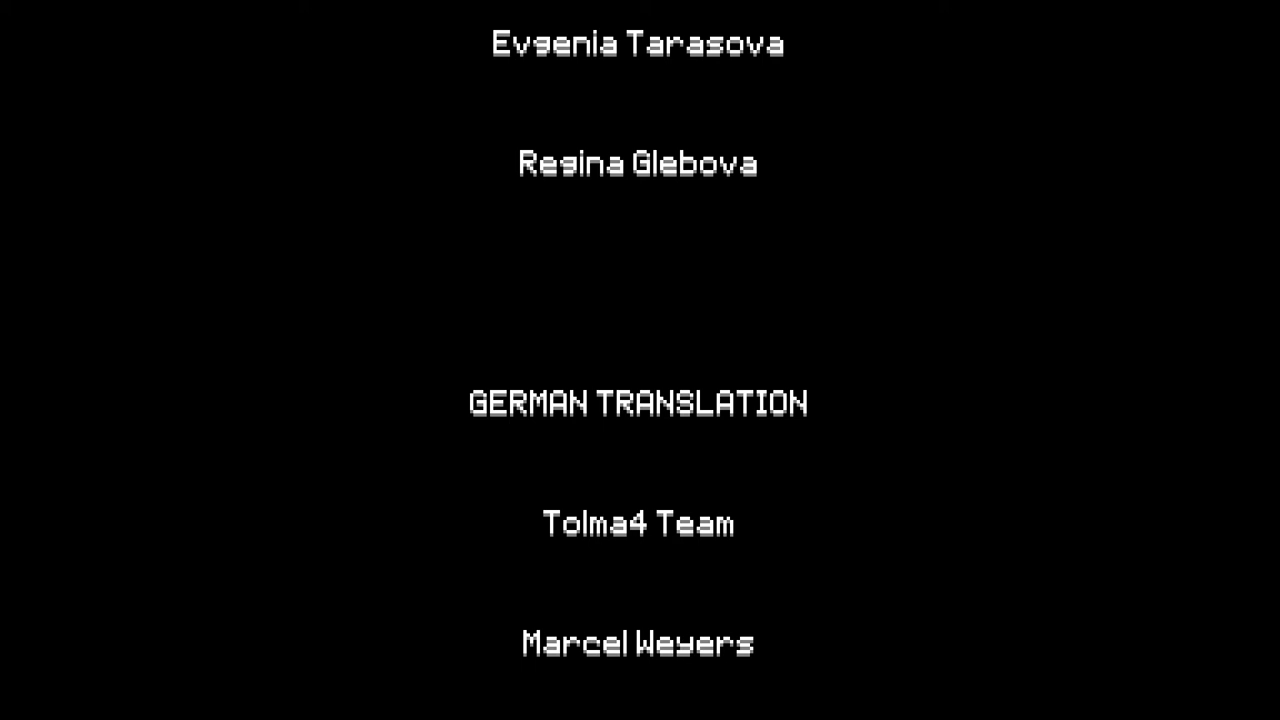 Evgenia Tarasova
Regina Glebova
GERMAN TRANSLATION
Tolma4 Team
Marcel Weyers